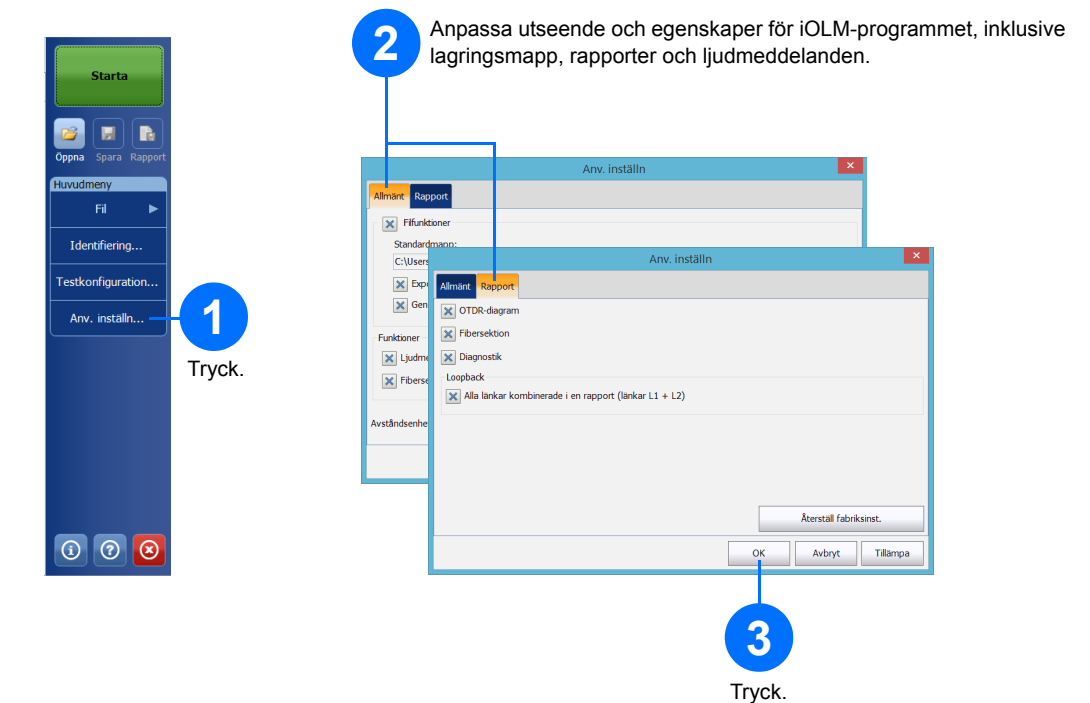 2
Anpassa utseende och egenskaper för iOLM-programmet, inklusive
lagringsmapp, rapporter och ljudmeddelanden.
Starta
Öppna Spara Rapport
Huvudmeny
Fil
Identifiering...
Testkonfiguration...
Anv. inställn...
1
Tryck.
Anv. inställn
Allmänt Rapport
Filfunktioner
Standardmapp:
C:\Users
Funktioner
Anv. inställn
Allmänt Rapport
OTDR-diagram
Fibersektion
Diagnostik
Loopback
Alla länkar kombinerade i en rapport (länkar L1 + L2)
Återställ fabriksinst.
OK Avbryt Tillämpa
3
Tryck.